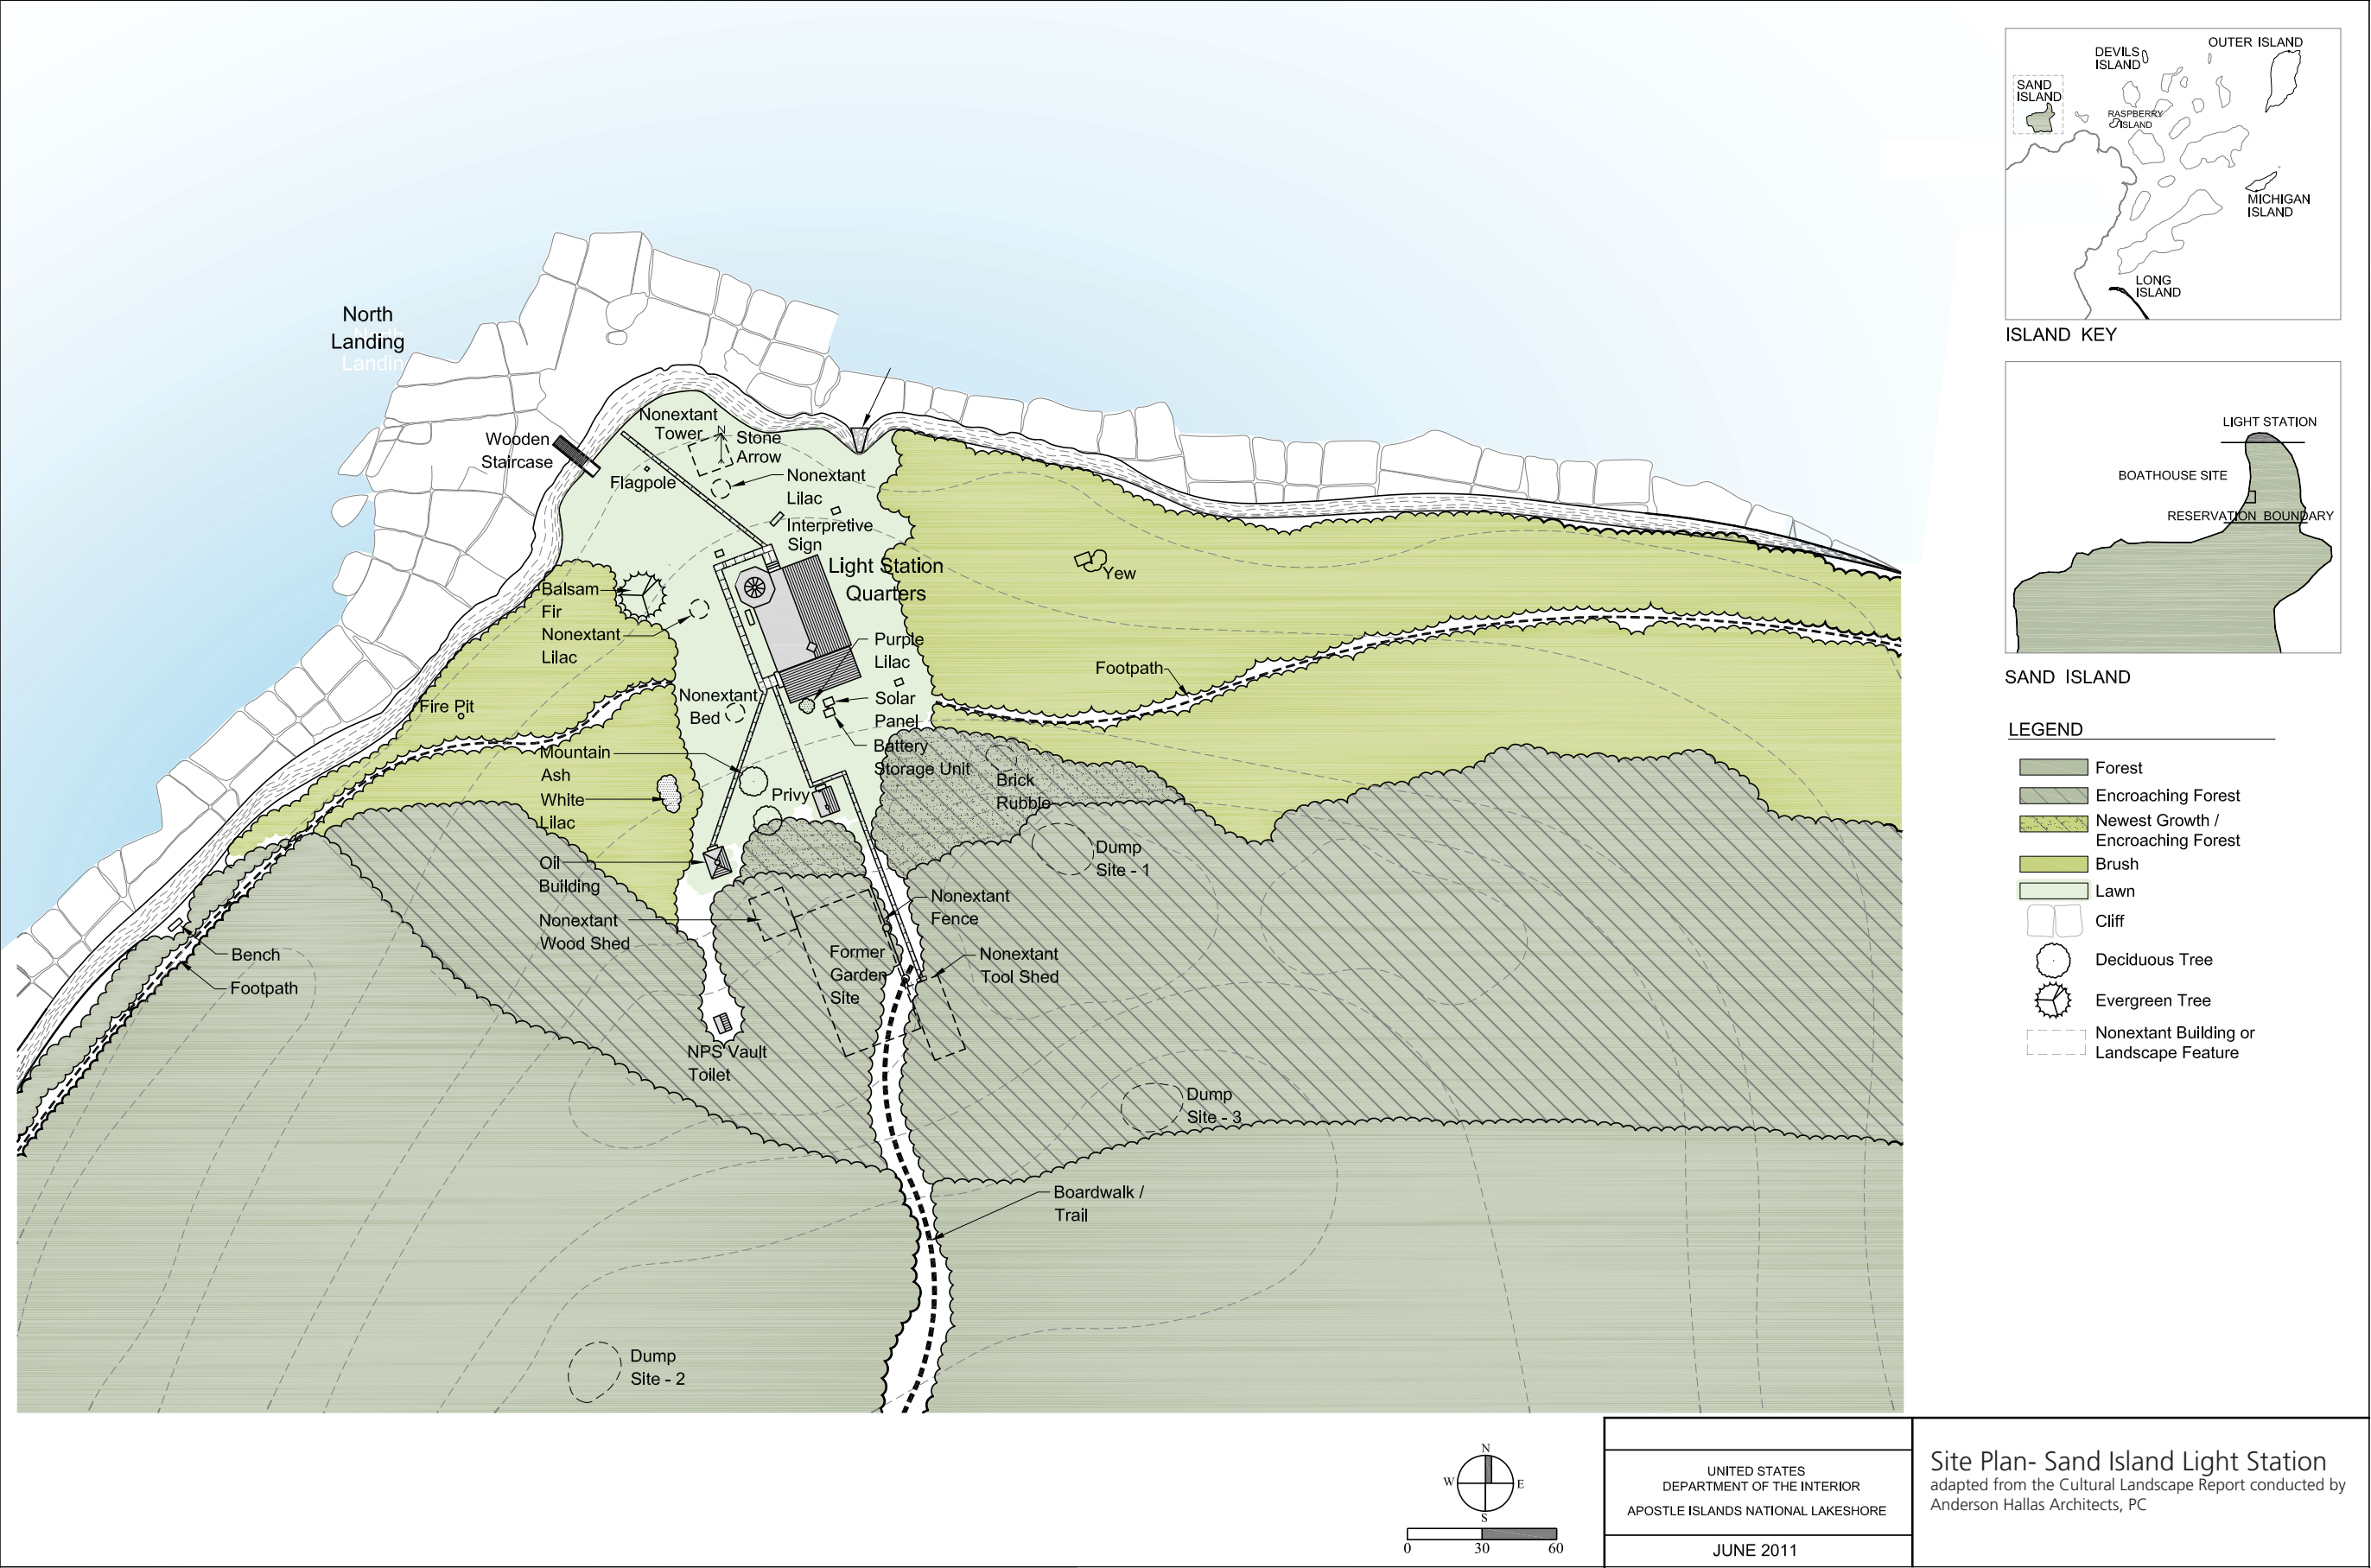 North
Landing
North
Landin
Wooden
Staircase
Nonextant
Tower
N
Stone
Arrow
Flagpole
Nonextant
Lilac
Interpretive
Sign
Light Station
Quarters
Balsam
Fir
Nonextant
Lilac
Yew
Purple
Lilac
Footpath
Fire Pit
Nonextant
Bed
Solar
Panel
Battery
Storage Unit
Mountain
Ash
White
Lilac
Privy
Brick
Rubble
Dump
Site - 1
Oil
Building
Nonextant
Wood Shed
Nonextant
Fence
Former
Garden
Site
Nonextant
Tool Shed
Bench
Footpath
NPS Vault
Toilet
Dump
Site - 3
Boardwalk /
Trail
Dump
Site - 2
DEVILS
ISLAND
OUTER ISLAND
SAND
ISLAND
RASPBERRY
ISLAND
MICHIGAN
ISLAND
LONG
ISLAND
ISLAND KEY
LIGHT STATION
BOATHOUSE SITE
RESERVATION BOUNDARY
SAND ISLAND
LEGEND
Forest
Encroaching Forest
Newest Growth /
Encroaching Forest
Brush
Lawn
Cliff
Deciduous Tree
Evergreen Tree
Nonextant Building or
Landscape Feature
N
W E
S
0 30 60
UNITED STATES
DEPARTMENT OF THE INTERIOR
APOSTLE ISLANDS NATIONAL LAKESHORE
JUNE 2011
Site Plan- Sand Island Light Station
adapted from the Cultural Landscape Report conducted by
Anderson Hallas Architects, PC